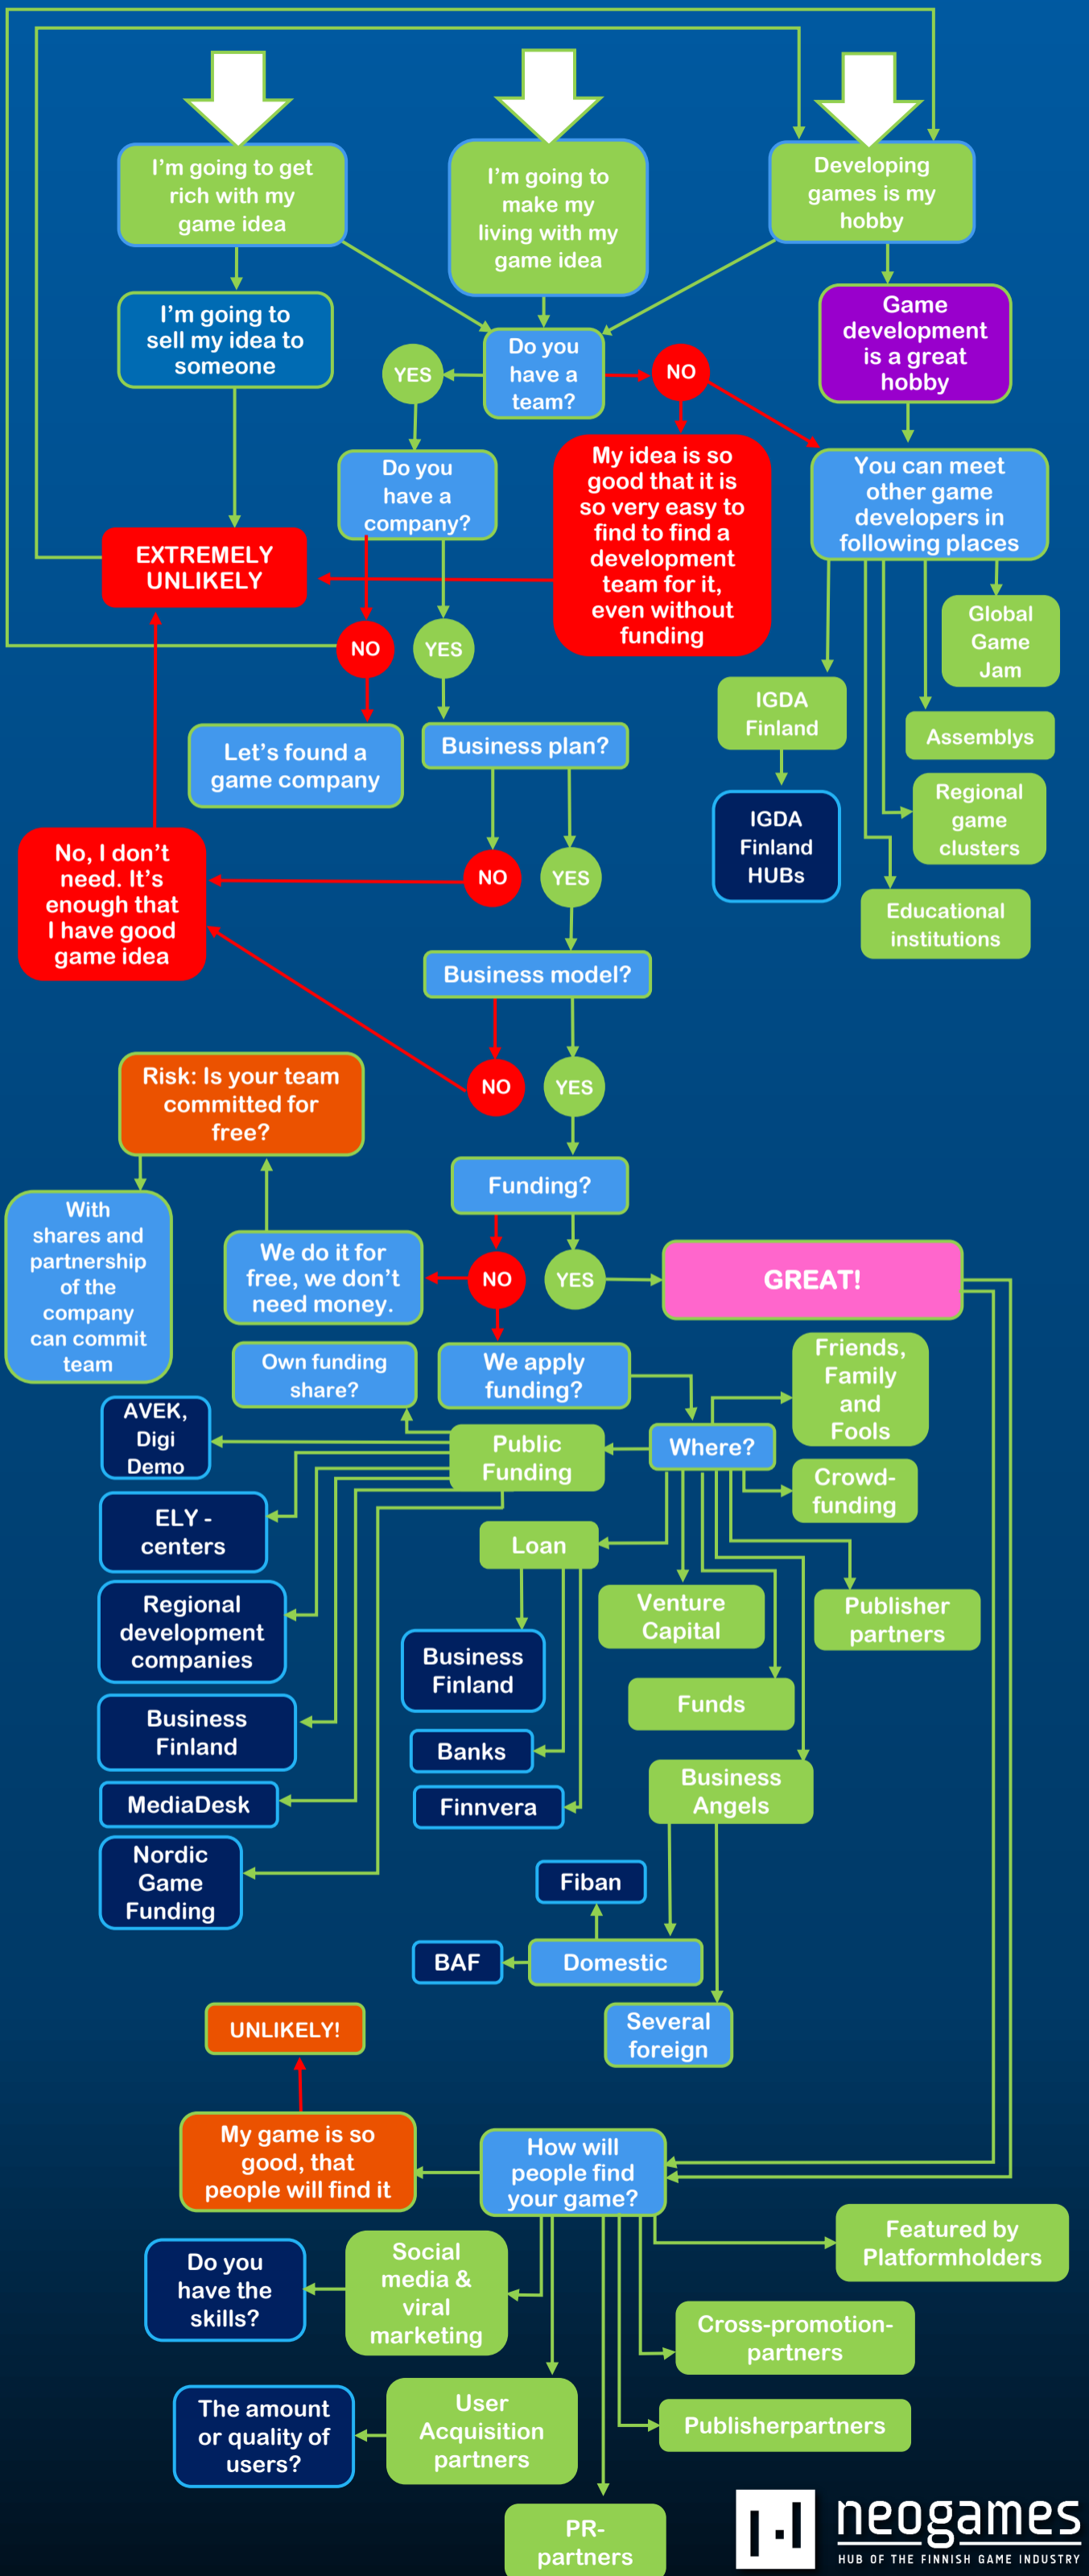 I'm going to get
rich with my
game idea
I'm going to
make my
living with my
game idea
Developing
games is my
hobby
I'm going to
sell my idea to
someone
Do you
have a
team?
YES
NO
Game
development
is a great
hobby
Do you
have a
company?
My idea is so
good that it is
so very easy to
find to find a
development
team for it,
even without
funding
You can meet
other game
developers in
following places
EXTREMELY
UNLIKELY
NO
YES
Global
Game
Jam
IGDA
Finland
Assemblys
Let's found a
game company
Business plan?
IGDA
Finland
HUBs
Regional
game
clusters
No, I don't
need. It's
enough that
I have good
game idea
NO
YES
Educational
institutions
Business model?
Risk: Is your team
committed for
free?
NO
YES
Funding?
With
shares and
partnership
of the
company
can commit
team
We do it for
free, we don't
need money.
NO
YES
GREAT!
Own funding
share?
We apply
funding?
Friends,
Family
and
Fools
AVEK,
Digi
Demo
Public
Funding
Where?
Crowd-
funding
ELY -
centers
Loan
Regional
development
companies
Venture
Capital
Publisher
partners
Business
Finland
Business
Finland
Funds
Banks
MediaDesk
Finnvera
Business
Angels
Nordic
Game
Funding
Fiban
BAF
Domestic
Several
foreign
UNLIKELY!
My game is so
good, that
people will find it
How will
people find
your game?
Featured by
Platformholders
Do you
have the
skills?
Social
media &
viral
marketing
Cross-promotion-
partners
The amount
or quality of
users?
User
Acquisition
partners
Publisherpartners
PR-
partners
neogames
HUB OF THE FINNISH GAME INDUSTRY